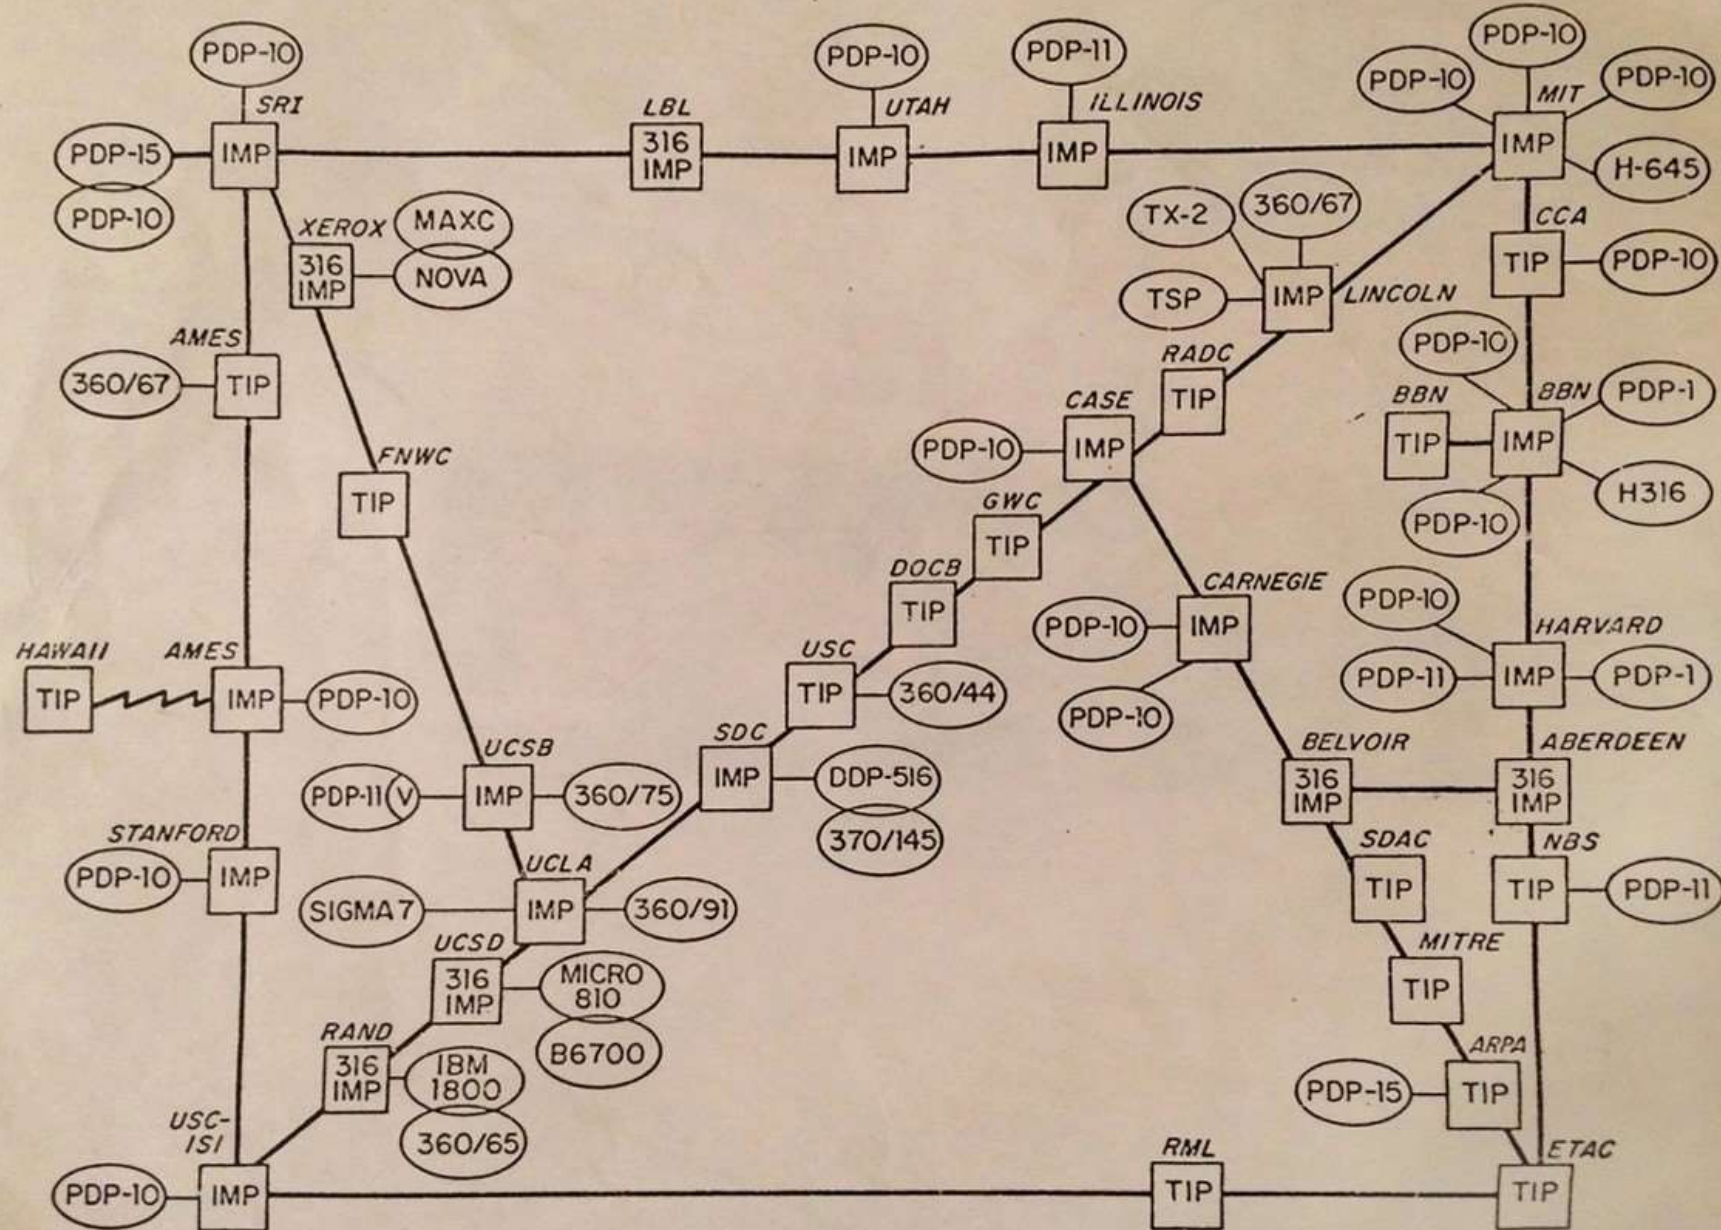 PDP-10
PDP-10
PDP-11
PDP-10
PDP-10
PDP-10
SRI
LBL
UTAH
ILLINOIS
MIT
PDP-15
IMP
316
IMP
IMP
IMP
IMP
H-645
PDP-10
XEROX
MAXC
NOVA
316
IMP
TX-2
360/67
TSP
IMP
LINCOLN
CCA
TIP
PDP-10
AMES
360/67
TIP
RADC
TIP
PDP-10
BBN
TIP
BBN
IMP
PDP-1
H316
PDP-10
CASE
PDP-10
IMP
FNWC
TIP
GWC
TIP
DOCB
TIP
CARNEGIE
PDP-10
IMP
PDP-10
PDP-10
HARVARD
PDP-11
IMP
PDP-1
HAWAII
TIP
AMES
IMP
PDP-10
USC
TIP
360/44
SDC
IMP
DDP-516
370/145
UCSB
PDP-11
V
IMP
360/75
BELVOIR
316
IMP
ABERDEEN
316
IMP
STANFORD
PDP-10
IMP
UCLA
SIGMA7
IMP
360/91
SDAC
TIP
NBS
TIP
PDP-11
UCSD
316
IMP
MICRO
810
B6700
MITRE
TIP
RAND
316
IMP
IBM
1800
360/65
ARPA
PDP-15
TIP
USC-
ISI
PDP-10
IMP
RML
TIP
ETAC
TIP